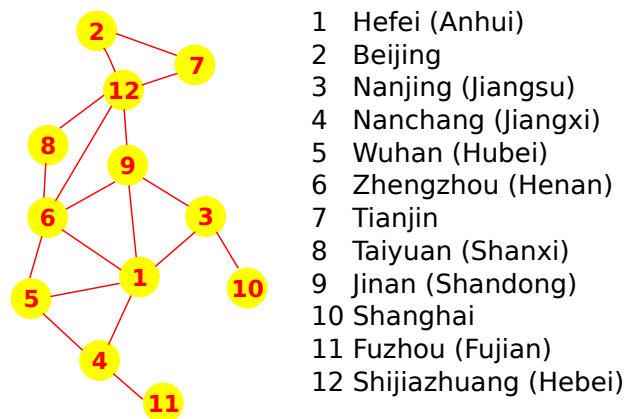 2
7
12
8
9
6
3
1
5
10
4
11
1 Hefei (Anhui)
2 Beijing
3 Nanjing (Jiangsu)
4 Nanchang (Jiangxi)
5 Wuhan (Hubei)
6 Zhengzhou (Henan)
7 Tianjin
8 Taiyuan (Shanxi)
9 Jinan (Shandong)
10 Shanghai
11 Fuzhou (Fujian)
12 Shijiazhuang (Hebei)